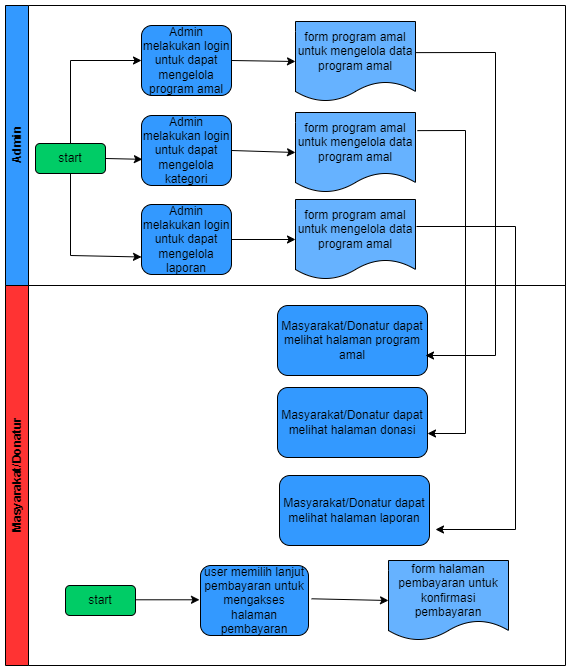 Admin
start
Admin
melakukan login
untuk dapat
mengelola
program amal
form program amal
untuk mengelola data
program amal
Admin
melakukan login
untuk dapat
mengelola
kategori
form program amal
untuk mengelola data
program amal
Admin
melakukan login
untuk dapat
mengelola
laporan
form program amal
untuk mengelola data
program amal
Masyarakat/Donatur
Masyarakat/Donatur dapat
melihat halaman program
amal
Masyarakat/Donatur dapat
melihat halaman donasi
Masyarakat/Donatur dapat
melihat halaman laporan
start
user memilih lanjut
pembayaran untuk
mengakses
halaman
pembayaran
form halaman
pembayaran untuk
konfirmasi
pembayaran